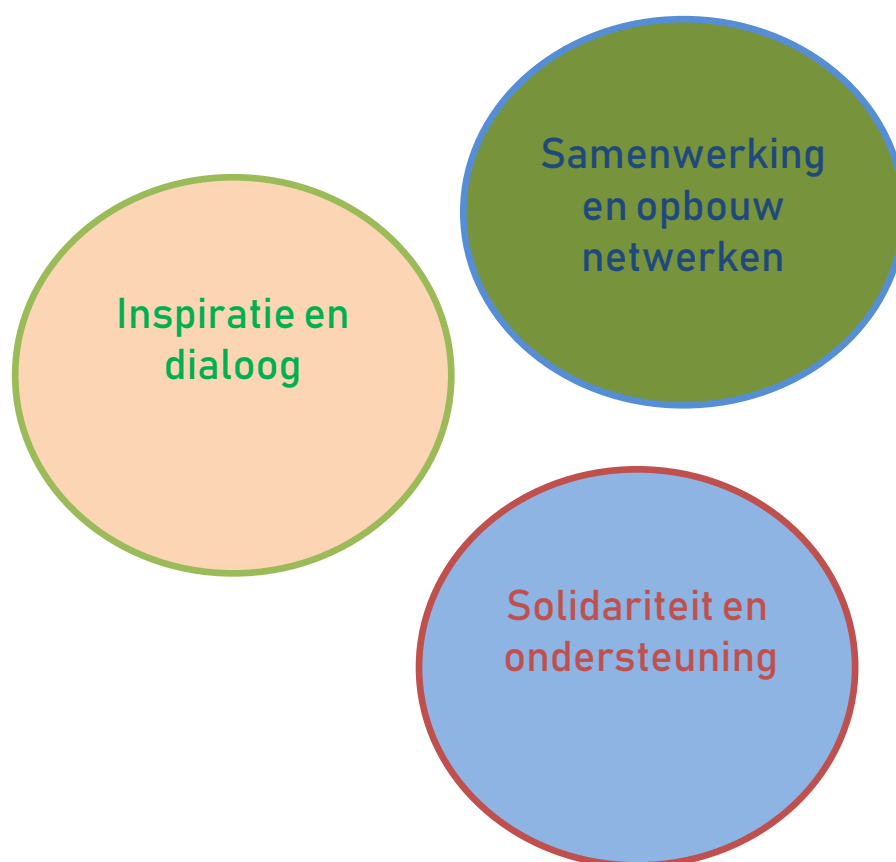 Samenwerking
en opbouw
netwerken
Inspiratie en
dialoog
Solidariteit en
ondersteuning